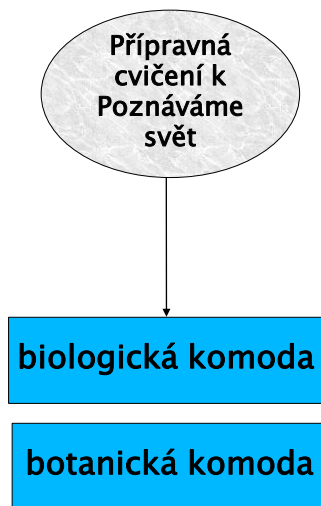 Přípravná
cvičení k
Poznáváme
svět
biologická komoda
botanická komoda